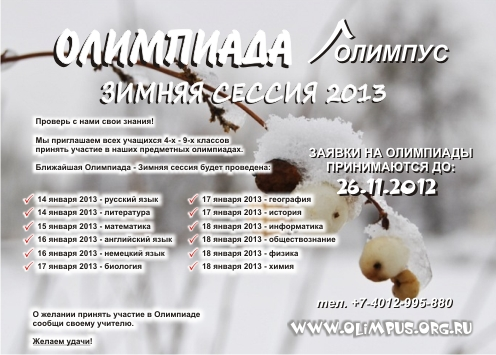 ОЛИМПИАДА ОЛИМПУС
ЗИМНЯЯ СЕССИЯ 2013
Проверь с нами свои знания!
Мы приглашаем всех учащихся 4-х - 9-х классов
принять участие в наших предметных олимпиадах.
Ближайшая Олимпиада - Зимняя сессия будет проведена:
ЗАЯВКИ НА ОЛИМПИАДЫ
ПРИНИМАЮТСЯ ДО:
26.11.2012
14 января 2013 - русский язык
14 января 2013 - литература
15 января 2013 - математика
16 января 2013 - английский язык
16 января 2013 - немецкий язык
17 января 2013 - биология
17 января 2013 - география
17 января 2013 - история
18 января 2013 - информатика
18 января 2013 - обществознание
18 января 2013 - физика
18 января 2013 - химия
О желании принять участие в Олимпиаде
сообщи своему учителю.
Желаем удачи!
тел. +7-4012-995-880
WWW.OLIMPUS.ORG.RU